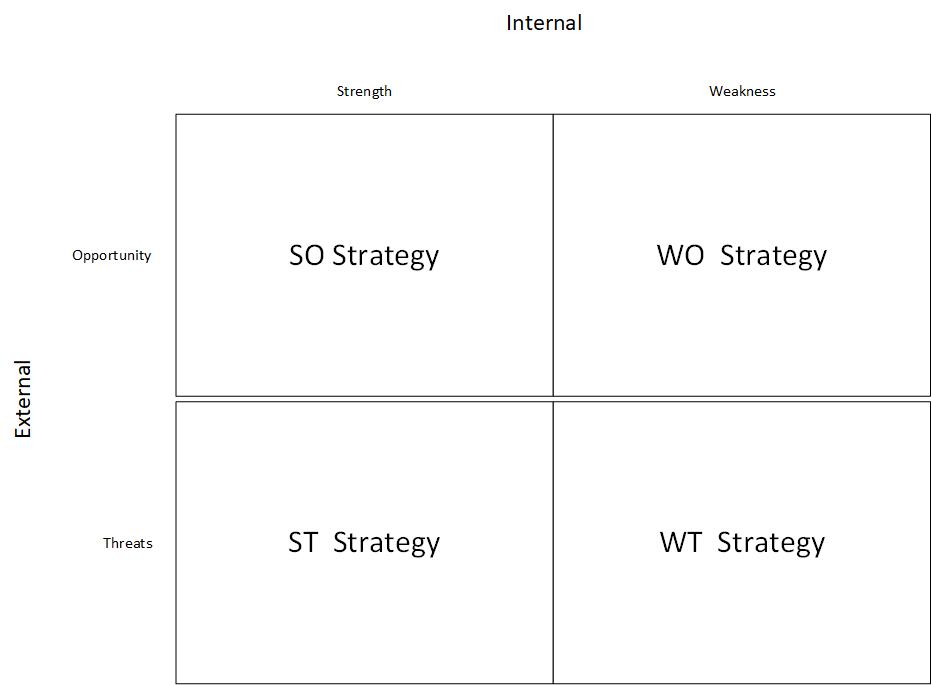 Internal
Strength
Weakness
Opportunity
SO Strategy
WO  Strategy
External
Threats
ST  Strategy
WT  Strategy